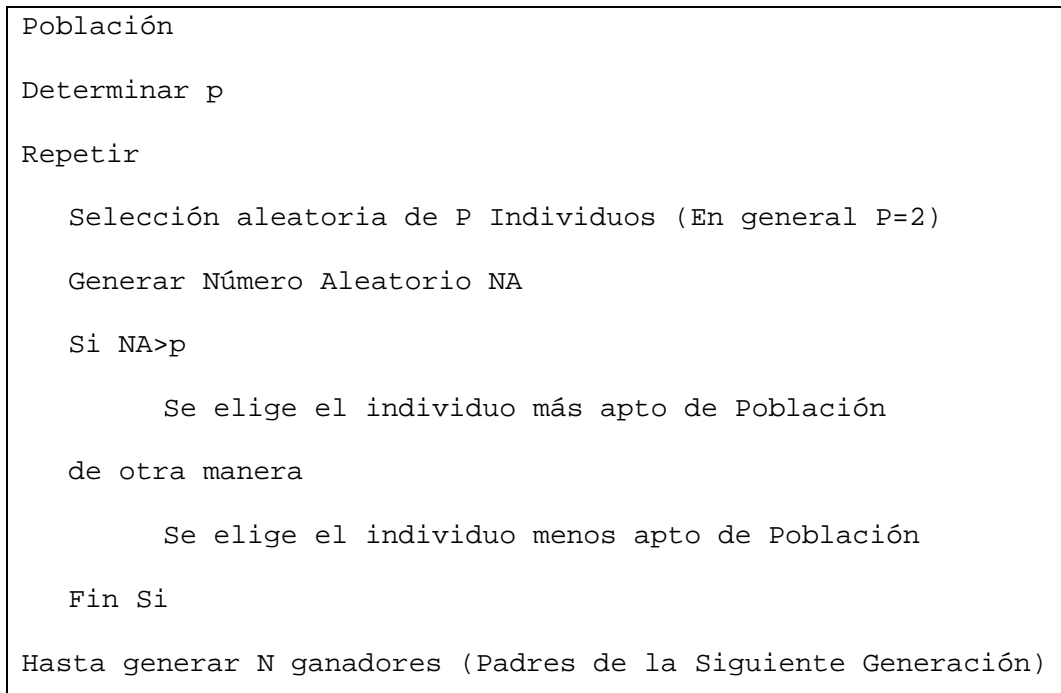 Población
Determinar p
Repetir
Selección aleatoria de P Individuos (En general P=2)
Generar Número Aleatorio NA
Si NA>p
Se elige el individuo más apto de Población
de otra manera
Se elige el individuo menos apto de Población
Fin Si
Hasta generar N ganadores (Padres de la Siguiente Generación)